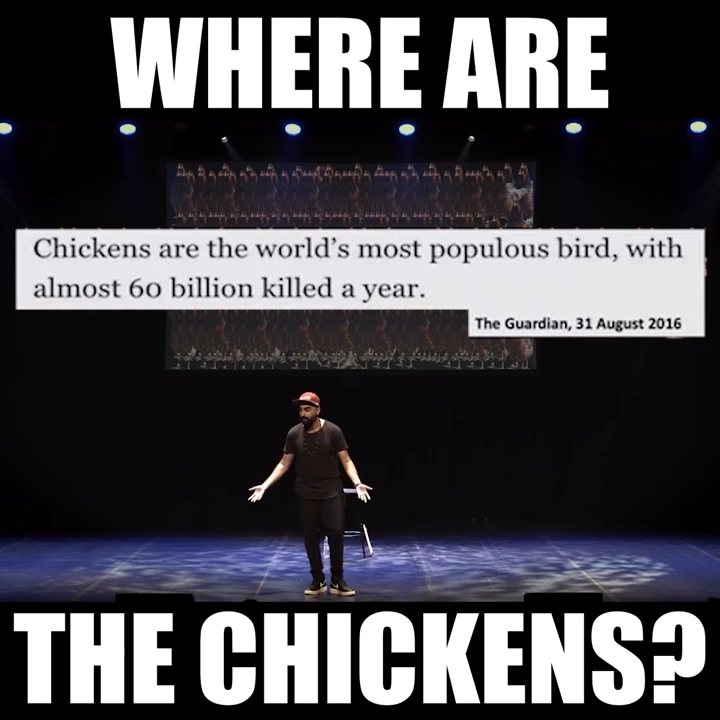 WHERE ARE
Chickens are the world's most populous bird, with
almost 60 billion killed a year.
The Guardian, 31 August 2016
THE CHICKENS?